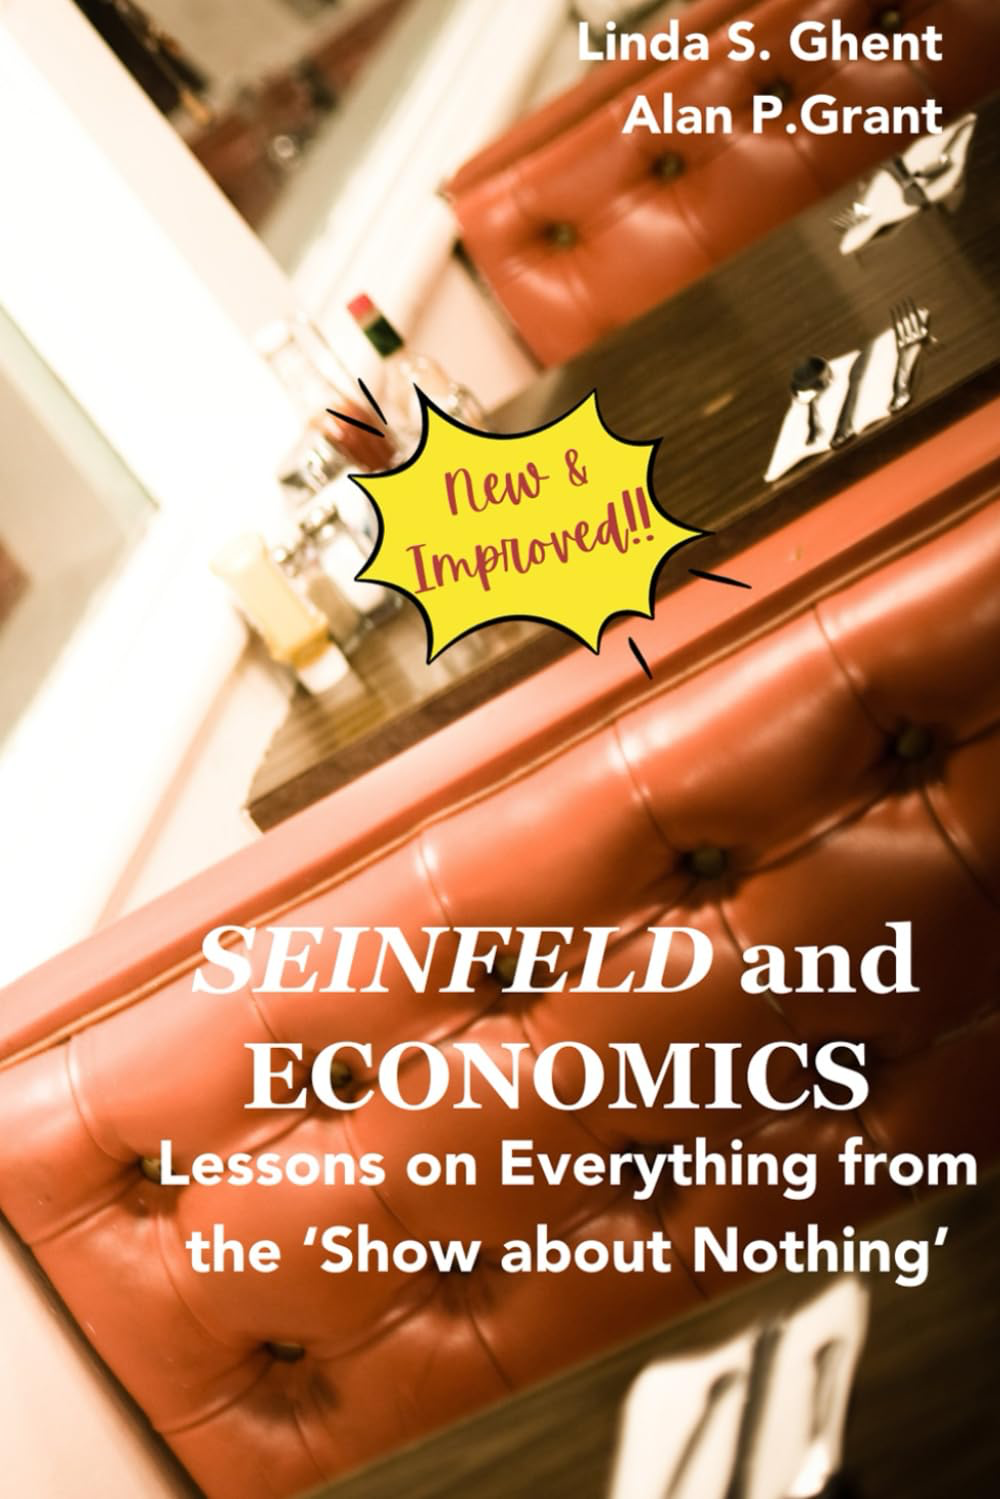 Linda S. Ghent
Alan P.Grant
New &
Improved!!
SEINFELD and
ECONOMICS
Lessons on Everything from
the ‘Show about Nothing’